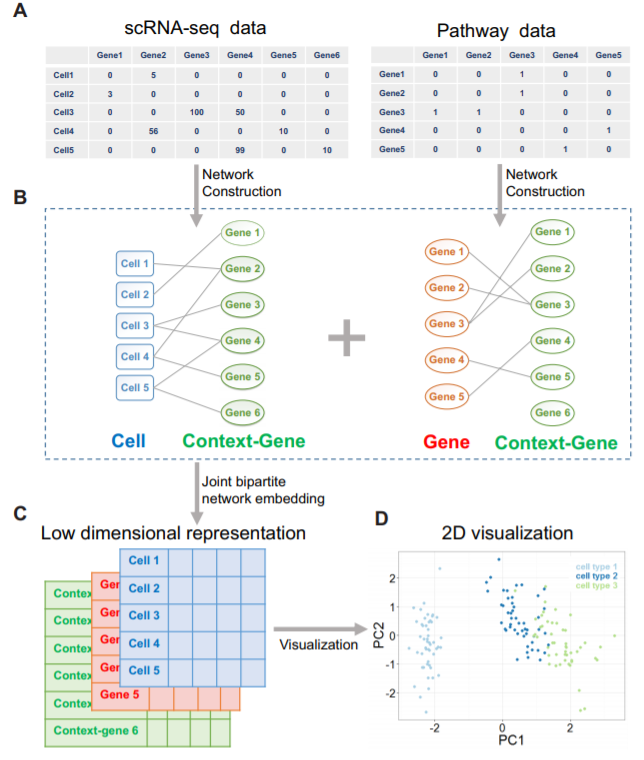 A
scRNA-seq data
Pathway data
Gene1 Gene2 Gene3 Gene4 Gene5 Gene6
Cell1 0 5 0 0 0 0
Cell2 3 0 0 0 0 0
Cell3 0 0 100 50 0 0
Cell4 0 56 0 0 10 0
Cell5 0 0 0 99 0 10
Gene1 Gene2 Gene3 Gene4 Gene5
Gene1 0 0 1 0 0
Gene2 0 0 1 0 0
Gene3 1 1 0 0 0
Gene4 0 0 0 0 1
Gene5 0 0 0 1 0
Network
Construction
Network
Construction
B
Cell 1
Cell 2
Cell 3
Cell 4
Cell 5
Gene 1
Gene 2
Gene 3
Gene 4
Gene 5
Gene 6
Cell
Context-Gene
+
Gene 1
Gene 2
Gene 3
Gene 4
Gene 5
Gene 1
Gene 2
Gene 3
Gene 4
Gene 5
Gene 6
Gene
Context-Gene
Joint bipartite
network embedding
C
Low dimensional representation
Cell 1
Cell 2
Cell 3
Cell 4
Cell 5
Ger
Ger
Ger
Ger
Gene 5
Contex
Contex
Contex
Contex
Contex
Context-gene 6
Visualization
D
2D visualization
cell type 1
cell type 2
cell type 3
PC2
2
1
0
-1
-2
-2 0 2
PC1